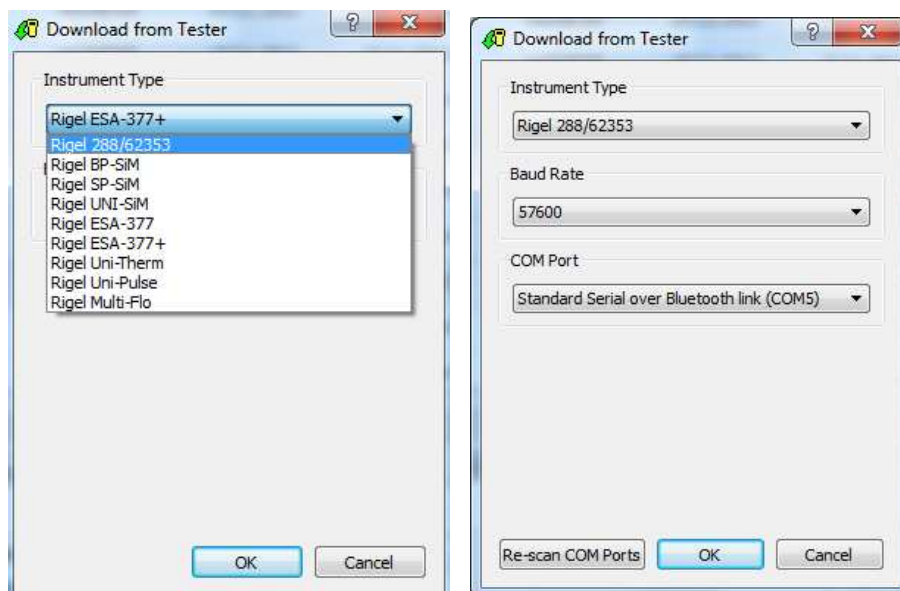 Download from Tester
Instrument Type
Rigel ESA-377+
Rigel 288/62353
Rigel BP-SiM
Rigel SP-SiM
Rigel UNI-SiM
Rigel ESA-377
Rigel ESA-377+
Rigel Uni-Therm
Rigel Uni-Pulse
Rigel Multi-Flo
OK
Cancel
Download from Tester
Instrument Type
Rigel 288/62353
Baud Rate
57600
COM Port
Standard Serial over Bluetooth link (COM5)
Re-scan COM Ports
OK
Cancel